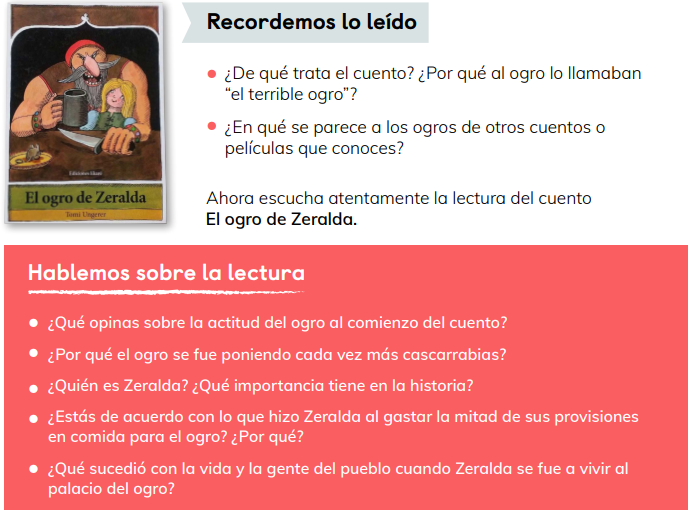 Ediciones Ekaré
El ogro de Zeralda
Tomi Ungerer
Recordemos lo leído
• ¿De qué trata el cuento? ¿Por qué al ogro lo llamaban
“el terrible ogro”?
• ¿En qué se parece a los ogros de otros cuentos o
películas que conoces?
Ahora escucha atentamente la lectura del cuento
El ogro de Zeralda.
Hablemos sobre la lectura
• ¿Qué opinas sobre la actitud del ogro al comienzo del cuento?
• ¿Por qué el ogro se fue poniendo cada vez más cascarrabias?
• ¿Quién es Zeralda? ¿Qué importancia tiene en la historia?
• ¿Estás de acuerdo con lo que hizo Zeralda al gastar la mitad de sus provisiones
en comida para el ogro? ¿Por qué?
• ¿Qué sucedió con la vida y la gente del pueblo cuando Zeralda se fue a vivir al
palacio del ogro?